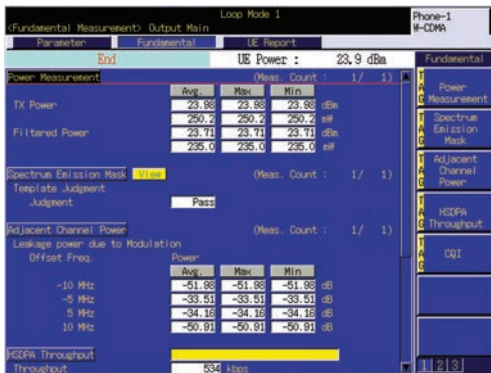 Loop Mode 1
Phone-1
W-CDMA
<Fundamental Measurement> Output Main
Parameter Fundamental UE Report
End UE Power : 23.9 dBm
Fundamental
Power Measurement (Meas. Count : 1/ 1)
Avg. Max Min
TX Power 23.98 23.98 23.98 dBm
250.2 250.2 250.2 mW
Filtered Power 23.71 23.71 23.71 dBm
235.0 235.0 235.0 mW
Spectrum Emission Mask View (Meas. Count : 1/ 1)
Template Judgment
Judgment Pass
Adjacent Channel Power (Meas. Count : 1/ 1)
Leakage power due to Modulation
Offset Freq. Power
Avg. Max Min
-10 MHz -51.98 -51.98 -51.98 dB
-5 MHz -33.51 -33.51 -33.51 dB
5 MHz -34.16 -34.16 -34.16 dB
10 MHz -50.91 -50.91 -50.91 dB
HSDPA Throughput
Throughput 534 kbps
TAG Power Measurement
TAG Spectrum Emission Mask
TAG Adjacent Channel Power
TAG HSDPA Throughput
TAG CQI
1 2 3